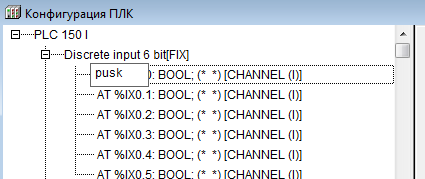 Конфигурация ПЛК
PLC 150 I
Discrete input 6 bit[FIX]
pusk 0: BOOL; (* *) [CHANNEL (I)]
AT %IX0.1: BOOL; (* *) [CHANNEL (I)]
AT %IX0.2: BOOL; (* *) [CHANNEL (I)]
AT %IX0.3: BOOL; (* *) [CHANNEL (I)]
AT %IX0.4: BOOL; (* *) [CHANNEL (I)]
AT %IX0.5: BOOL; (* *) [CHANNEL (I)]